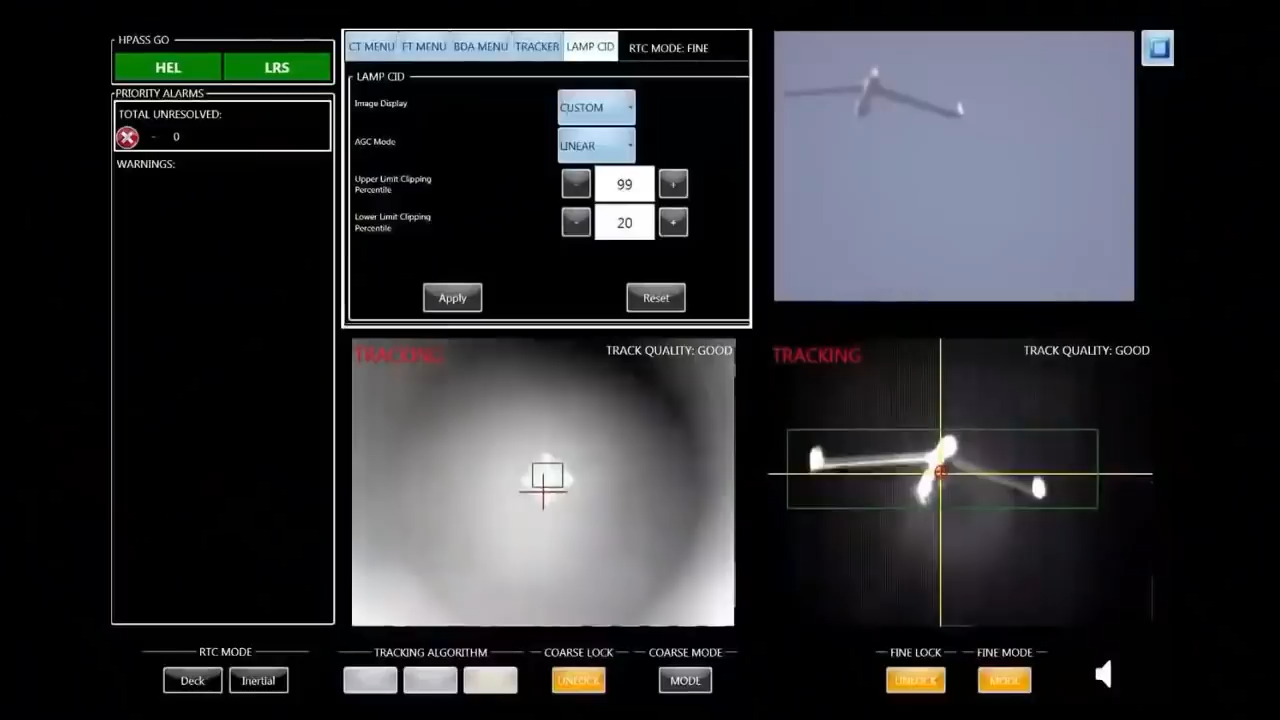 HPASS GO
HEL
LRS
PRIORITY ALARMS
TOTAL UNRESOLVED:
- 0
WARNINGS:
CT MENU
FT MENU
BDA MENU
TRACKER
LAMP CID
RTC MODE: FINE
LAMP CID
Image Display
CUSTOM
AGC Mode
LINEAR
Upper Limit Clipping
Percentile
- 99 +
Lower Limit Clipping
Percentile
- 20 +
Apply
Reset
TRACKING
TRACK QUALITY: GOOD
TRACKING
TRACK QUALITY: GOOD
RTC MODE
Deck
Inertial
TRACKING ALGORITHM
COARSE LOCK
UNLOCK
COARSE MODE
MODL
FINE LOCK
UNLOCK
FINE MODE
MODL